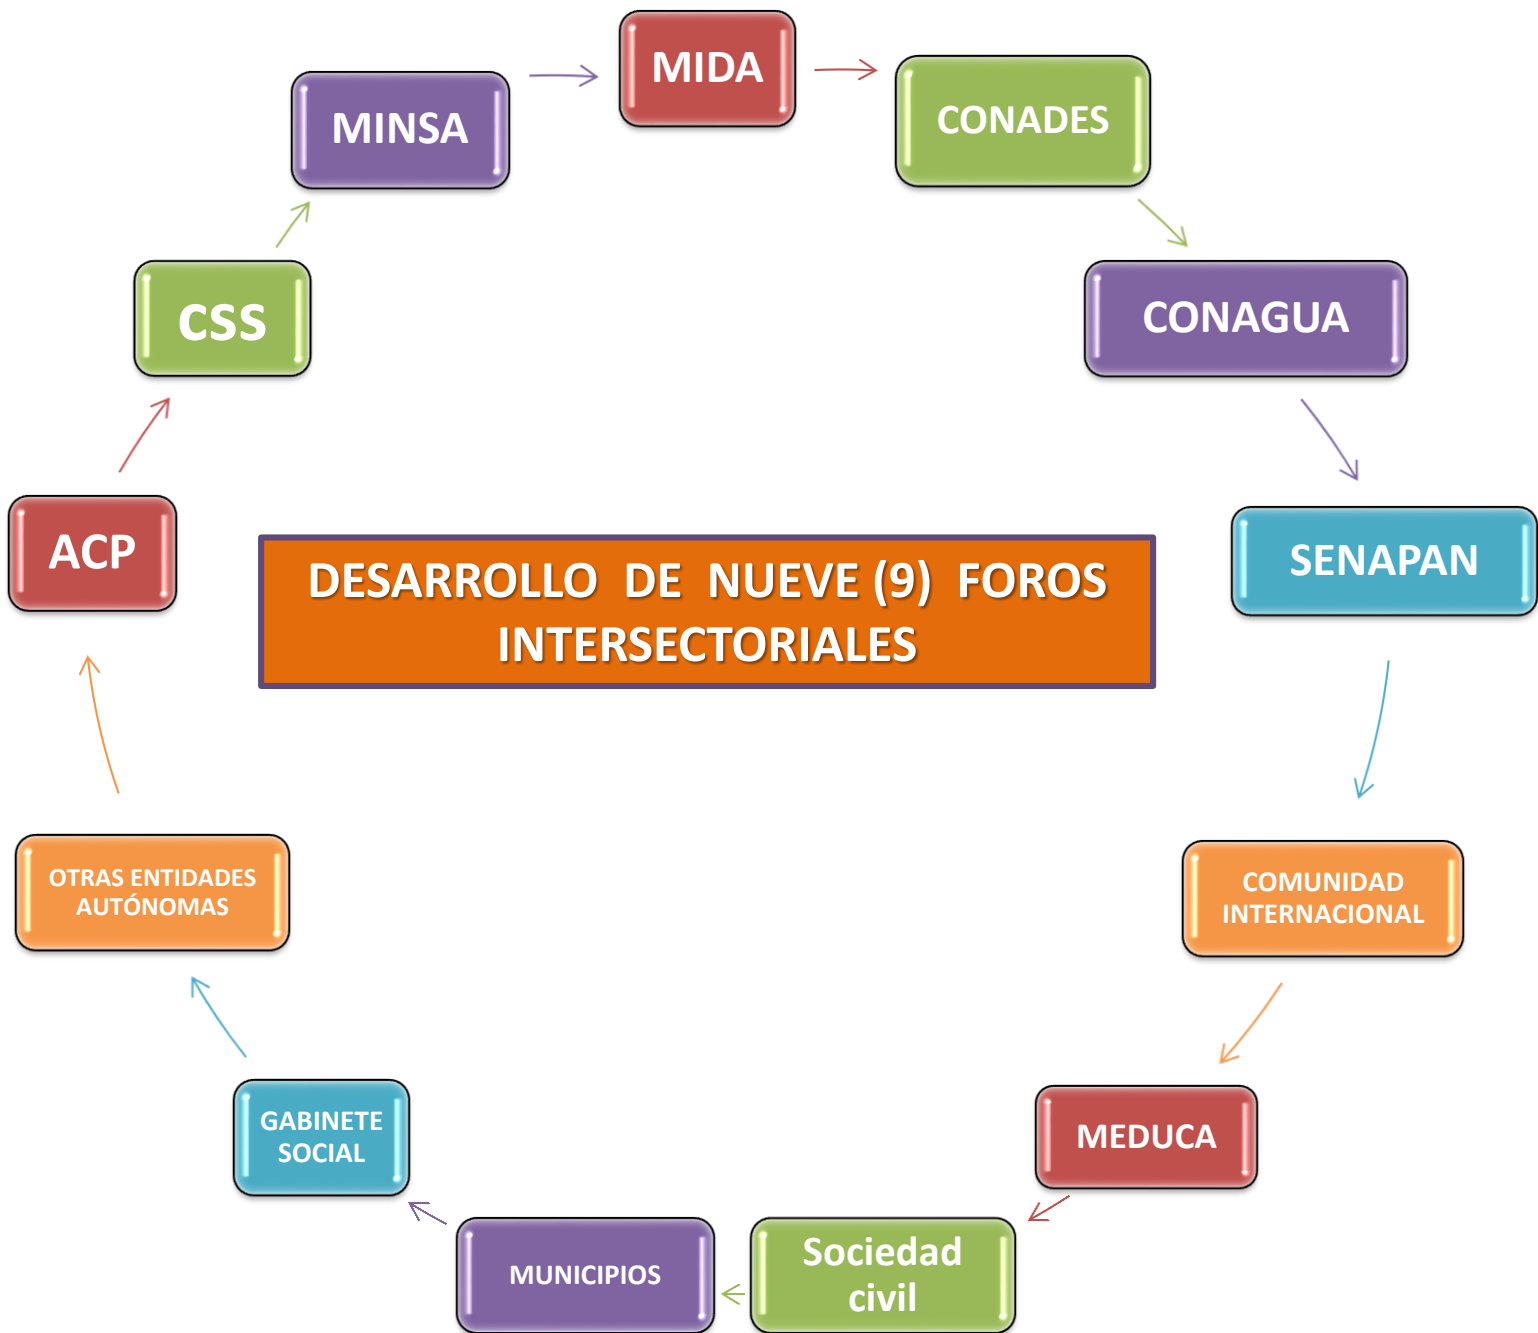 MIDA
CONADES
CONAGUA
SENAPAN
COMUNIDAD
INTERNACIONAL
MEDUCA
Sociedad
civil
MUNICIPIOS
GABINETE
SOCIAL
OTRAS ENTIDADES
AUTÓNOMAS
ACP
CSS
MINSA
DESARROLLO DE NUEVE (9) FOROS
INTERSECTORIALES